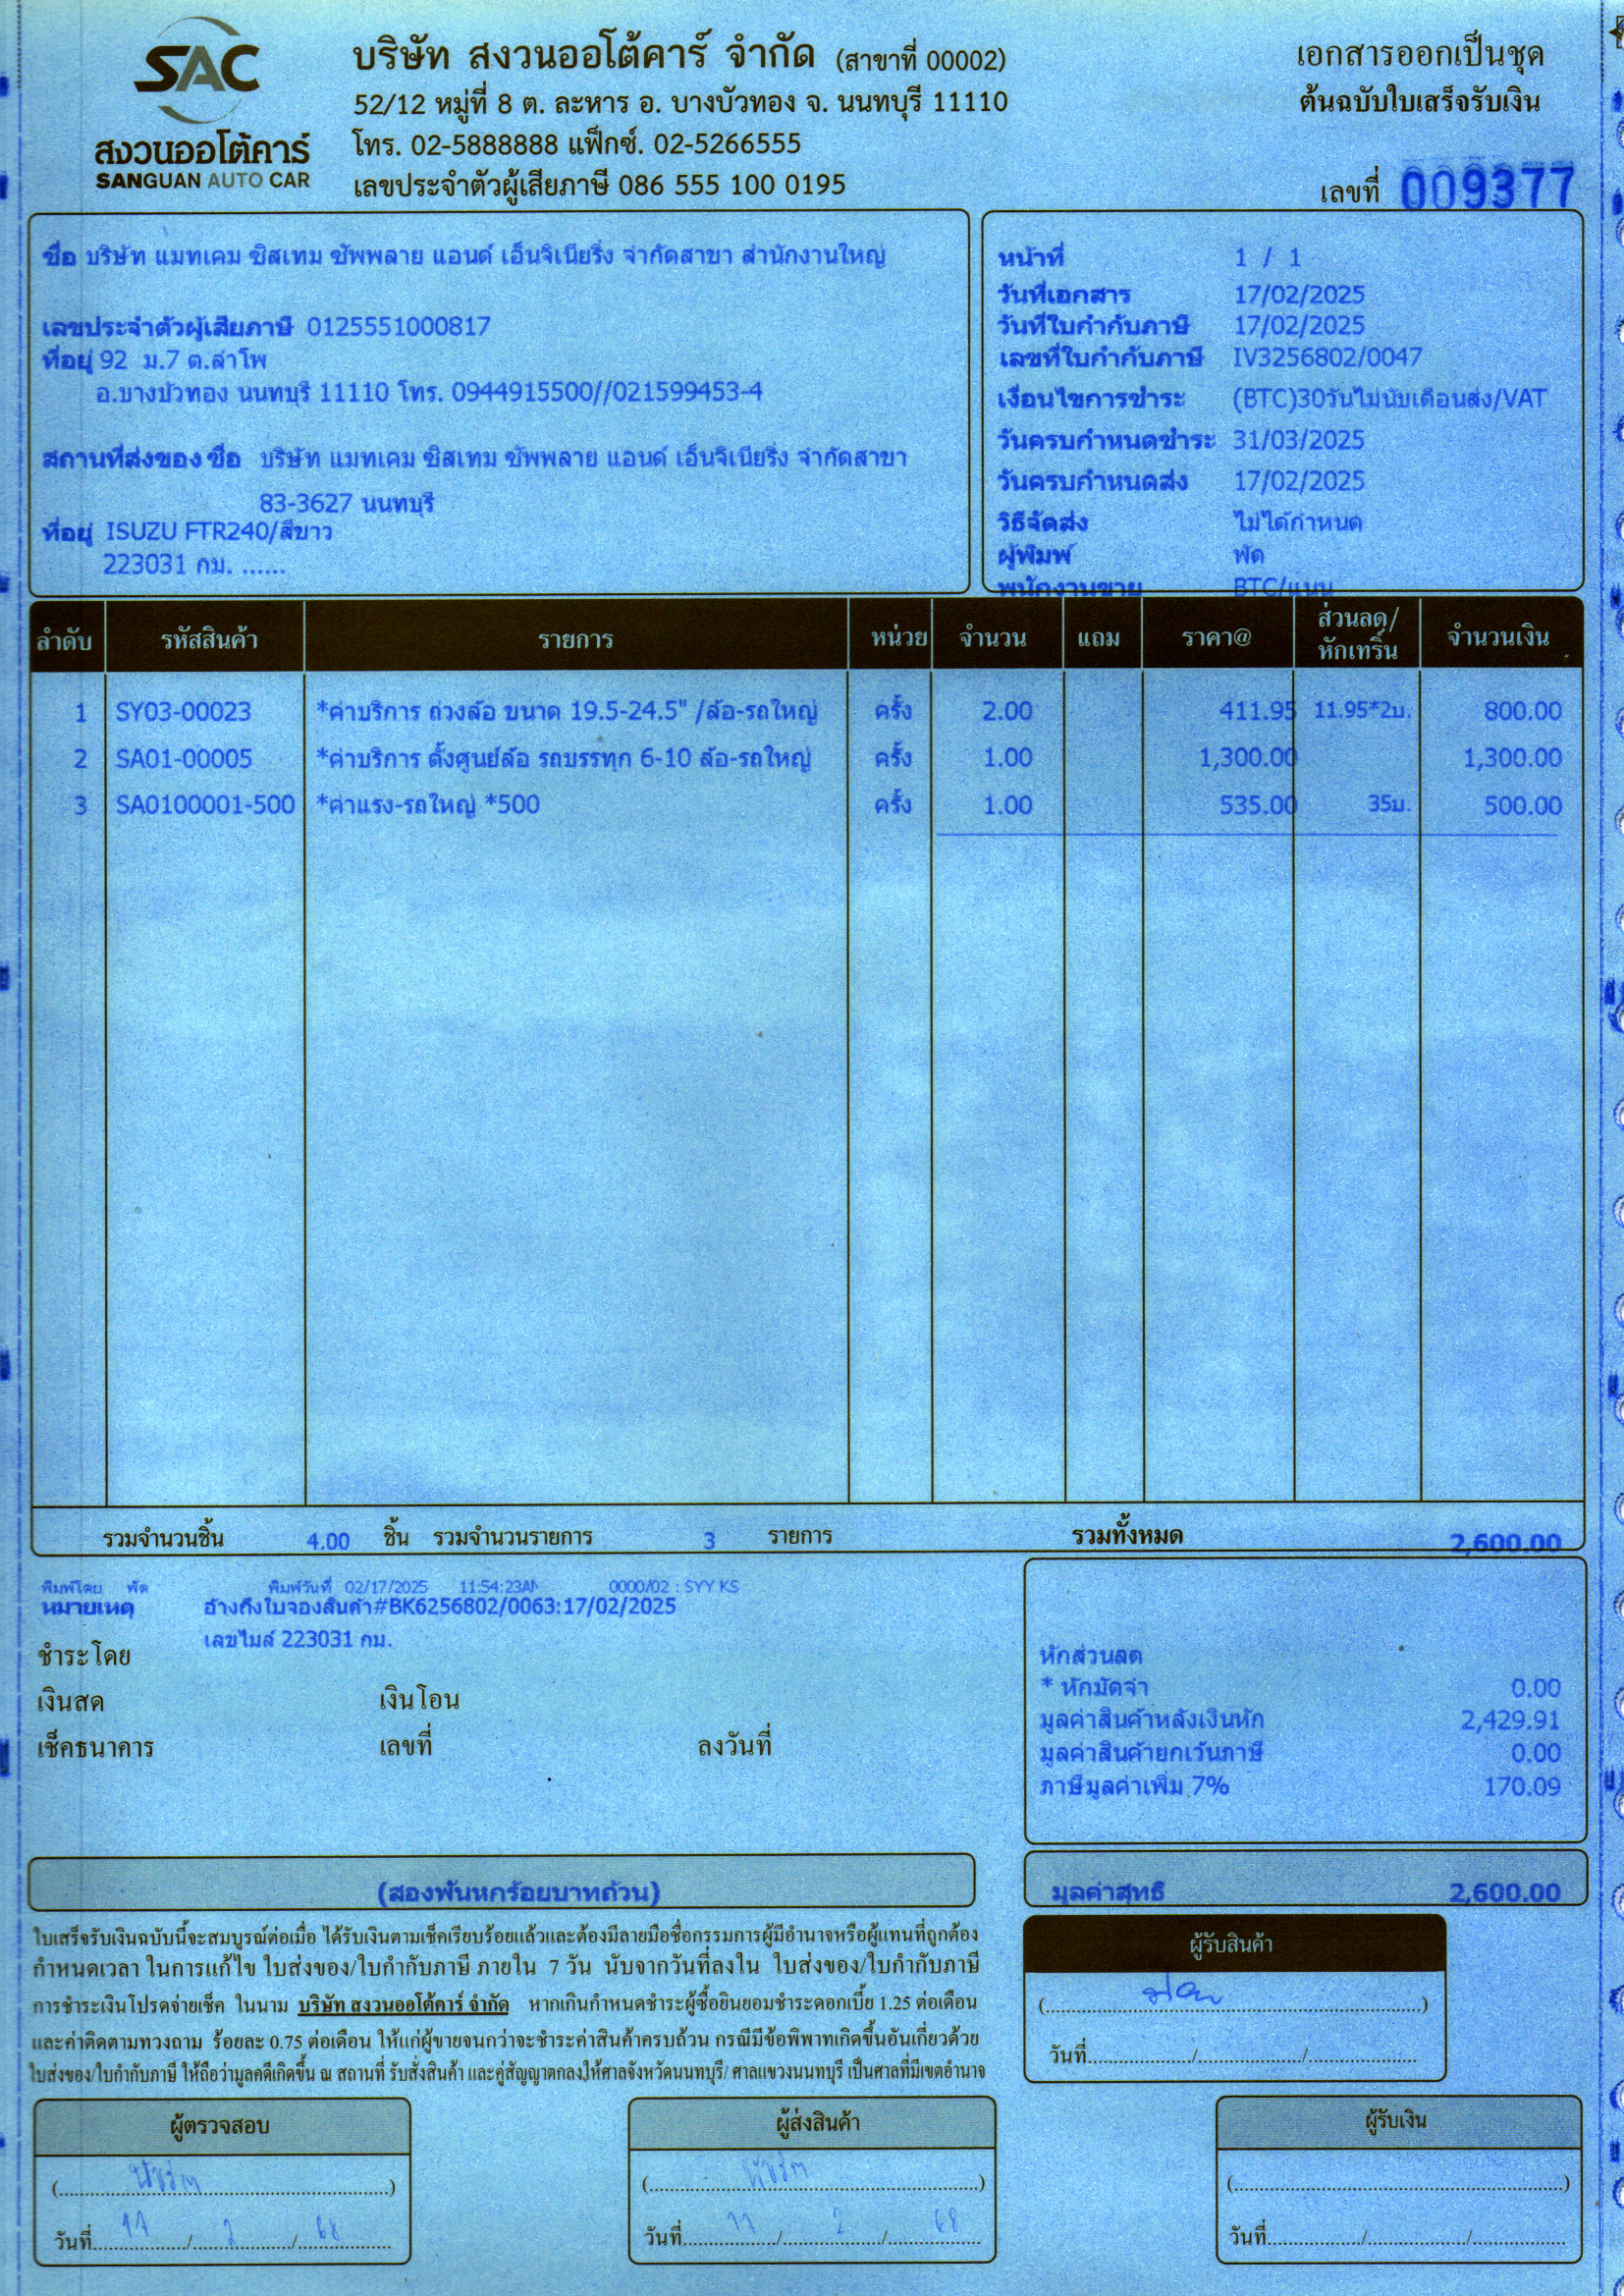 SAC
สงวนออโต้คาร์
SANGUAN AUTO CAR
บริษัท สงวนออโต้คาร์ จำกัด (สาขาที่ 00002)
52/12 หมู่ที่ 8 ต. ละหาร อ. บางบัวทอง จ. นนทบุรี 11110
โทร. 02-5888888 แฟ็กซ์. 02-5266555
เลขประจำตัวผู้เสียภาษี 086 555 100 0195
เอกสารออกเป็นชุด
ต้นฉบับใบเสร็จรับเงิน
เลขที่ 009377
ชื่อ บริษัท แมทเคม ซิสเทม ซัพพลาย แอนด์ เอ็นจิเนียริ่ง จำกัดสาขา สำนักงานใหญ่
เลขประจำตัวผู้เสียภาษี 0125551000817
ที่อยู่ 92 ม.7 ต.ลำโพ
อ.บางบัวทอง นนทบุรี 11110 โทร. 0944915500//021599453-4
สถานที่ส่งของ ชื่อ บริษัท แมทเคม ซิสเทม ซัพพลาย แอนด์ เอ็นจิเนียริ่ง จำกัดสาขา
83-3627 นนทบุรี
ที่อยู่ ISUZU FTR240/สีขาว
223031 กม. ......
หน้าที่ 1 / 1
วันที่เอกสาร 17/02/2025
วันที่ใบกำกับภาษี 17/02/2025
เลขที่ใบกำกับภาษี IV3256802/0047
เงื่อนไขการชำระ (BTC)30วันไม่นับเดือนส่ง/VAT
วันครบกำหนดชำระ 31/03/2025
วันครบกำหนดส่ง 17/02/2025
วิธีจัดส่ง ไม่ได้กำหนด
ผู้พิมพ์ พัด
พนักงานขาย BTC/แนน
ลำดับ รหัสสินค้า รายการ หน่วย จำนวน แถม ราคา@ ส่วนลด/หักเทริ์น จำนวนเงิน
1 SY03-00023 *ค่าบริการ ถ่วงล้อ ขนาด 19.5-24.5" /ล้อ-รถใหญ่ ครั้ง 2.00 411.95 11.95*2บ. 800.00
2 SA01-00005 *ค่าบริการ ตั้งศูนย์ล้อ รถบรรทุก 6-10 ล้อ-รถใหญ่ ครั้ง 1.00 1,300.00 1,300.00
3 SA0100001-500 *ค่าแรง-รถใหญ่ *500 ครั้ง 1.00 535.00 35บ. 500.00
รวมจำนวนชิ้น 4.00 ชิ้น รวมจำนวนรายการ 3 รายการ รวมทั้งหมด 2,600.00
พิมพ์โดย พัด พิมพ์วันที่ 02/17/2025 11:54:23AM 0000/02 : SYY KS
หมายเหตุ อ้างถึงใบจองสินค้า#BK6256802/0063:17/02/2025
เลขไมล์ 223031 กม.
ชำระโดย
เงินสด เงินโอน
เช็คธนาคาร เลขที่ ลงวันที่
หักส่วนลด
* หักมัดจำ 0.00
มูลค่าสินค้าหลังเงินหัก 2,429.91
มูลค่าสินค้ายกเว้นภาษี 0.00
ภาษีมูลค่าเพิ่ม 7% 170.09
(สองพันหกร้อยบาทถ้วน)
มูลค่าสุทธิ 2,600.00
ใบเสร็จรับเงินฉบับนี้จะสมบูรณ์ต่อเมื่อ ได้รับเงินตามเช็คเรียบร้อยแล้วและต้องมีลายมือชื่อกรรมการผู้มีอำนาจหรือผู้แทนที่ถูกต้อง
กำหนดเวลา ในการแก้ไข ใบส่งของ/ใบกำกับภาษี ภายใน 7 วัน นับจากวันที่ลงใน ใบส่งของ/ใบกำกับภาษี
การชำระเงินโปรดจ่ายเช็ค ในนาม บริษัท สงวนออโต้คาร์ จำกัด หากเกินกำหนดชำระผู้ซื้อยินยอมชำระดอกเบี้ย 1.25 ต่อเดือน
และค่าติดตามทวงถาม ร้อยละ 0.75 ต่อเดือน ให้แก่ผู้ขายจนกว่าจะชำระค่าสินค้าครบถ้วน กรณีมีข้อพิพาทเกิดขึ้นอันเกี่ยวด้วย
ใบส่งของ/ใบกำกับภาษี ให้ถือว่ามูลคดีเกิดขึ้น ณ สถานที่ รับสั่งสินค้า และคู่สัญญาตกลงให้ศาลจังหวัดนนทบุรี/ ศาลแขวงนนทบุรี เป็นศาลที่มีเขตอำนาจ
ผู้รับสินค้า
วันที่..../..../....
ผู้ตรวจสอบ
วันที่ 17 / 2 / 68
ผู้ส่งสินค้า
วันที่ 17 / 2 / 68
ผู้รับเงิน
(....)
วันที่..../..../....